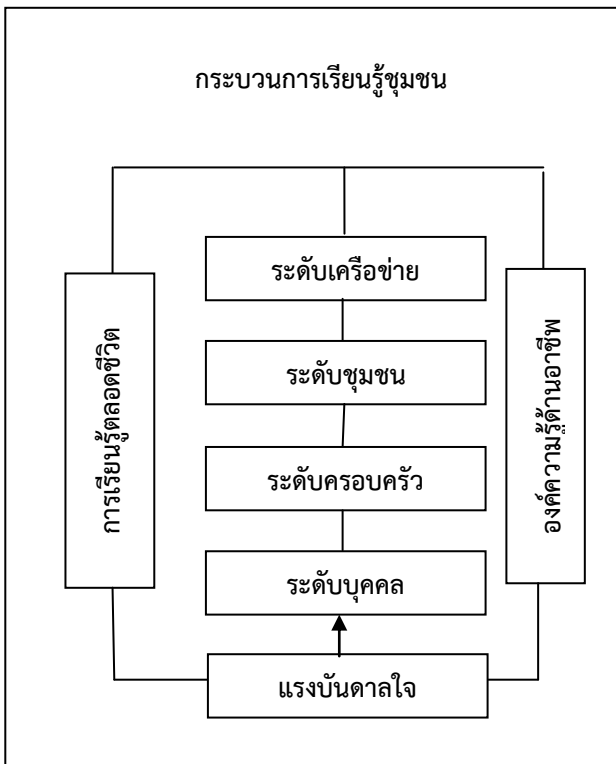 กระบวนการเรียนรู้ชุมชน
ระดับเครือข่าย
การเรียนรู้ตลอดชีวิต
องค์ความรู้ด้านอาชีพ
ระดับชุมชน
ระดับครอบครัว
ระดับบุคคล
แรงบันดาลใจ